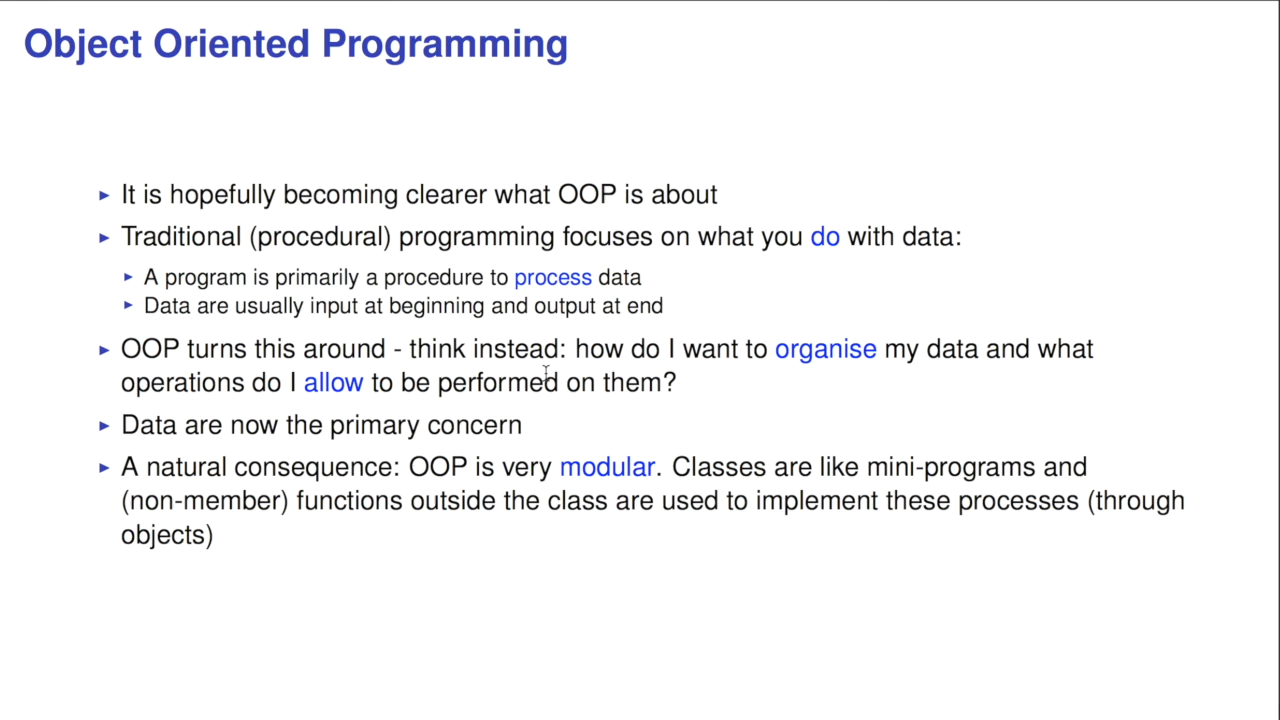 Object Oriented Programming
It is hopefully becoming clearer what OOP is about
Traditional (procedural) programming focuses on what you do with data:
A program is primarily a procedure to process data
Data are usually input at beginning and output at end
OOP turns this around - think instead: how do I want to organise my data and what
operations do I allow to be performed on them?
Data are now the primary concern
A natural consequence: OOP is very modular. Classes are like mini-programs and
(non-member) functions outside the class are used to implement these processes (through
objects)